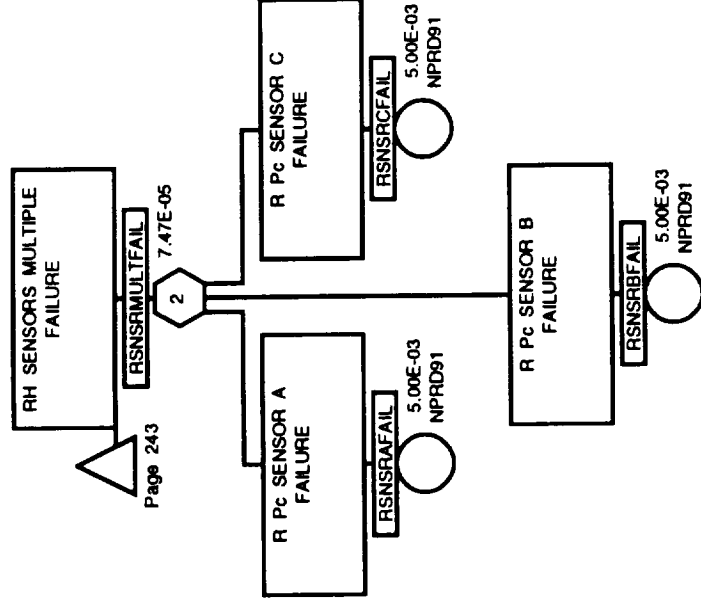 RH SENSORS MULTIPLE
FAILURE
Page 243
RSNSRMULTFAIL
7.47E-05
2
R Pc SENSOR A
FAILURE
RSNSRAFAIL
5.00E-03
NPRD91
R Pc SENSOR C
FAILURE
RSNSRCFAIL
5.00E-03
NPRD91
R Pc SENSOR B
FAILURE
RSNSRBFAIL
5.00E-03
NPRD91